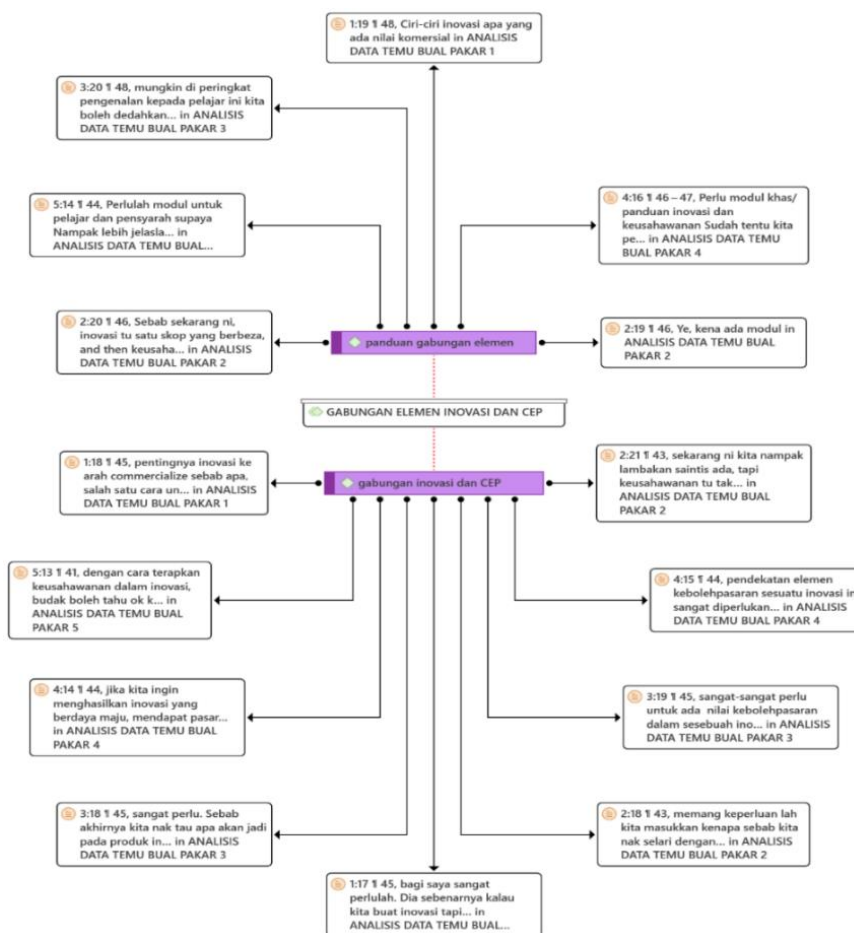 1:19 ¶ 48, Ciri-ciri inovasi apa yang
ada nilai komersial in ANALISIS
DATA TEMU BUAL PAKAR 1
3:20 ¶ 48, mungkin di peringkat
pengenalan kepada pelajar ini kita
boleh dedahkan... in ANALISIS
DATA TEMU BUAL PAKAR 3
5:14 ¶ 44, Perlulah modul untuk
pelajar dan pensyarah supaya
Nampak lebih jelasla... in
ANALISIS DATA TEMU BUAL...
4:16 ¶ 46 – 47, Perlu modul khas/
panduan inovasi dan
keusahawanan Sudah tentu kita
pe... in ANALISIS DATA TEMU
BUAL PAKAR 4
2:20 ¶ 46, Sebab sekarang ni,
inovasi tu satu skop yang berbeza,
and then keusaha... in ANALISIS
DATA TEMU BUAL PAKAR 2
panduan gabungan elemen
2:19 ¶ 46, Ye, kena ada modul in
ANALISIS DATA TEMU BUAL
PAKAR 2
GABUNGAN ELEMEN INOVASI DAN CEP
1:18 ¶ 45, pentingnya inovasi ke
arah commercialize sebab apa,
salah satu cara un... in ANALISIS
DATA TEMU BUAL PAKAR 1
gabungan inovasi dan CEP
2:21 ¶ 43, sekarang ni kita nampak
lambakan saintis ada, tapi
keusahawanan tu tak... in
ANALISIS DATA TEMU BUAL
PAKAR 2
5:13 ¶ 41, dengan cara terapkan
keusahawanan dalam inovasi,
budak boleh tahu ok k... in
ANALISIS DATA TEMU BUAL
PAKAR 5
4:15 ¶ 44, pendekatan elemen
kebolehpasaran sesuatu inovasi in
sangat diperlukan... in ANALISIS
DATA TEMU BUAL PAKAR 4
4:14 ¶ 44, jika kita ingin
menghasilkan inovasi yang
berdaya maju, mendapat pasar...
in ANALISIS DATA TEMU BUAL
PAKAR 4
3:19 ¶ 45, sangat-sangat perlu
untuk ada nilai kebolehpasaran
dalam sesebuah ino... in ANALISIS
DATA TEMU BUAL PAKAR 3
3:18 ¶ 45, sangat perlu. Sebab
akhirnya kita nak tau apa akan jadi
pada produk in... in ANALISIS
DATA TEMU BUAL PAKAR 3
2:18 ¶ 43, memang keperluan lah
kita masukkan kenapa sebab kita
nak selari dengan... in ANALISIS
DATA TEMU BUAL PAKAR 2
1:17 ¶ 45, bagi saya sangat
perlulah. Dia sebenarnya kalau
kita buat inovasi tapi... in
ANALISIS DATA TEMU BUAL...